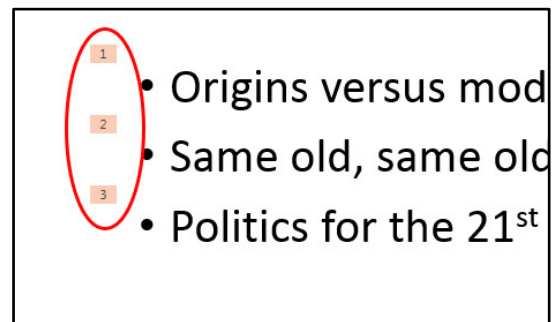 1
• Origins versus mod
2
• Same old, same old
3
• Politics for the 21st